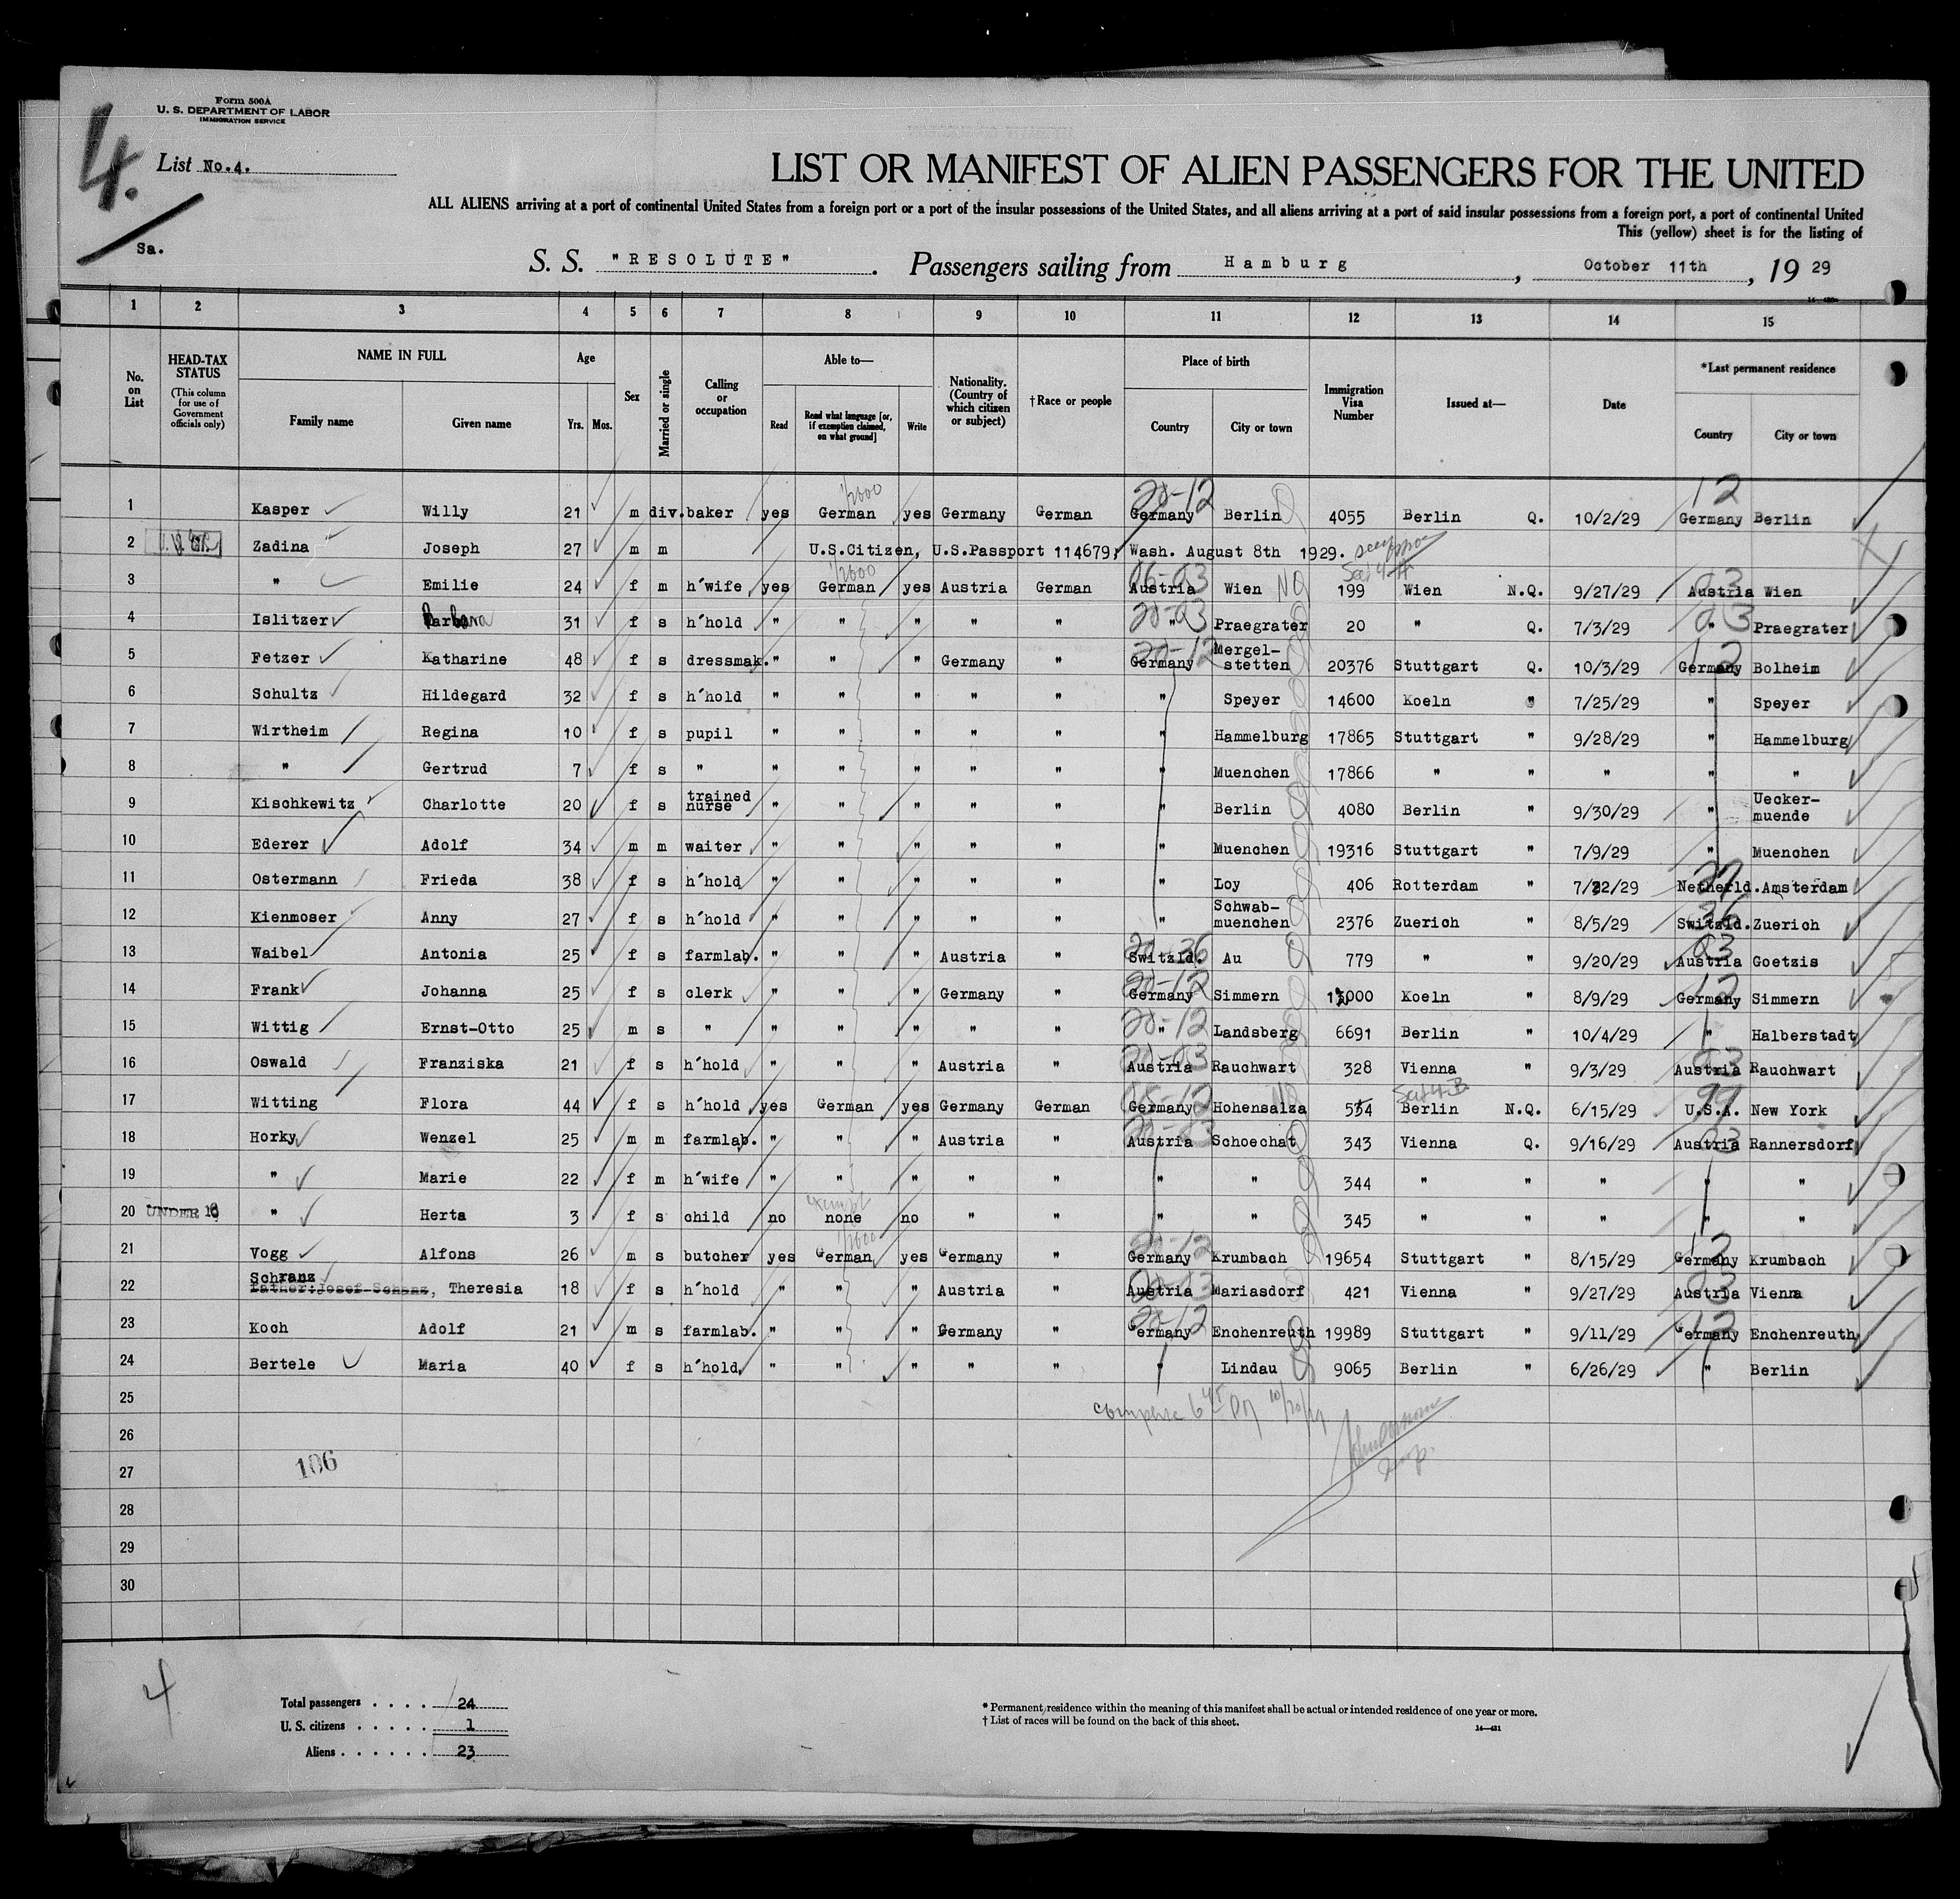 Form 500A
U. S. DEPARTMENT OF LABOR
IMMIGRATION SERVICE
4.
List No.4.
Sa.
LIST OR MANIFEST OF ALIEN PASSENGERS FOR THE UNITED
ALL ALIENS arriving at a port of continental United States from a foreign port or a port of the insular possessions of the United States, and all aliens arriving at a port of said insular possessions from a foreign port, a port of continental United
This (yellow) sheet is for the listing of
S. S. "RESOLUTE". Passengers sailing from Hamburg, October 11th, 19 29
1 2 3 4 5 6 7 8 9 10 11 12 13 14 15
No. on List
HEAD-TAX STATUS (This column for use of Government officials only)
NAME IN FULL
Family name Given name
Age
Yrs. Mos.
Sex
Married or single
Calling or occupation
Able to—
Read Read what language [or, if exemption claimed, on what ground] Write
Nationality. (Country of which citizen or subject)
† Race or people
Place of birth
Country City or town
Immigration Visa Number
Issued at—
Date
*Last permanent residence
Country City or town
1 Kasper Willy 21 m div. baker yes German yes Germany German Germany Berlin 4055 Berlin Q. 10/2/29 Germany Berlin
2 Zadina Joseph 27 m m U.S.Citizen, U.S.Passport 114679, Wash. August 8th 1929.
3 " Emilie 24 f m h'wife yes German yes Austria German Austria Wien 199 Wien N.Q. 9/27/29 Austria Wien
4 Islitzer Barbara 31 f s h'hold " " " " " " Praegrater 20 " Q. 7/3/29 " Praegrater
5 Fetzer Katharine 48 f s dressmak. " " " Germany " Germany Mergel-stetten 20376 Stuttgart Q. 10/3/29 Germany Bolheim
6 Schultz Hildegard 32 f s h'hold " " " " " " Speyer 14600 Koeln " 7/25/29 " Speyer
7 Wirtheim Regina 10 f s pupil " " " " " " Hammelburg 17865 Stuttgart " 9/28/29 " Hammelburg
8 " Gertrud 7 f s " " " " " " " Muenchen 17866 " " " " "
9 Kischkewitz Charlotte 20 f s trained nurse " " " " " " Berlin 4080 Berlin " 9/30/29 " Uecker-muende
10 Ederer Adolf 34 m m waiter " " " " " " Muenchen 19316 Stuttgart " 7/9/29 " Muenchen
11 Ostermann Frieda 38 f s h'hold " " " " " " Loy 406 Rotterdam " 7/22/29 Netherld. Amsterdam
12 Kienmoser Anny 27 f s h'hold " " " " " " Schwab-muenchen 2376 Zuerich " 8/5/29 Switzld. Zuerich
13 Waibel Antonia 25 f s farmlab. " " " Austria " Switzld. Au 779 " " 9/20/29 Austria Goetzis
14 Frank Johanna 25 f s clerk " " " Germany " Germany Simmern Koeln " 8/9/29 Germany Simmern
15 Wittig Ernst-Otto 25 m s " " " " " " " Landsberg 6691 Berlin " 10/4/29 " Halberstadt
16 Oswald Franziska 21 f s h'hold " " " Austria " Austria Rauchwart 328 Vienna " 9/3/29 Austria Rauchwart
17 Witting Flora 44 f s h'hold yes German yes Germany German Germany Hohensalza 534 Berlin N.Q. 6/15/29 U.S.A. New York
18 Horky Wenzel 25 m m farmlab. " " " Austria " Austria Schoechat 343 Vienna Q. 9/16/29 Austria Rannersdorf
19 " Marie 22 f m h'wife " " " " " " " 344 " " " " "
20 UNDER 16 " Herta 3 f s child no none no " " " " 345 " " " " "
21 Vogg Alfons 26 m s butcher yes German yes Germany " Germany Krumbach 19654 Stuttgart " 8/15/29 Germany Krumbach
22 Schranz, Theresia 18 f s h'hold " " " Austria " Austria Mariasdorf 421 Vienna " 9/27/29 Austria Vienna
23 Koch Adolf 21 m s farmlab. " " " Germany " Germany Enchenreuth 19989 Stuttgart " 9/11/29 Germany Enchenreuth
24 Bertele Maria 40 f s h'hold " " " " " " Lindau 9065 Berlin " 6/26/29 " Berlin
25
26
27 106
28
29
30
4
Total passengers . . . . 24
U. S. citizens . . . . . 1
Aliens . . . . . . 23
* Permanent residence within the meaning of this manifest shall be actual or intended residence of one year or more.
† List of races will be found on the back of this sheet.
14—431